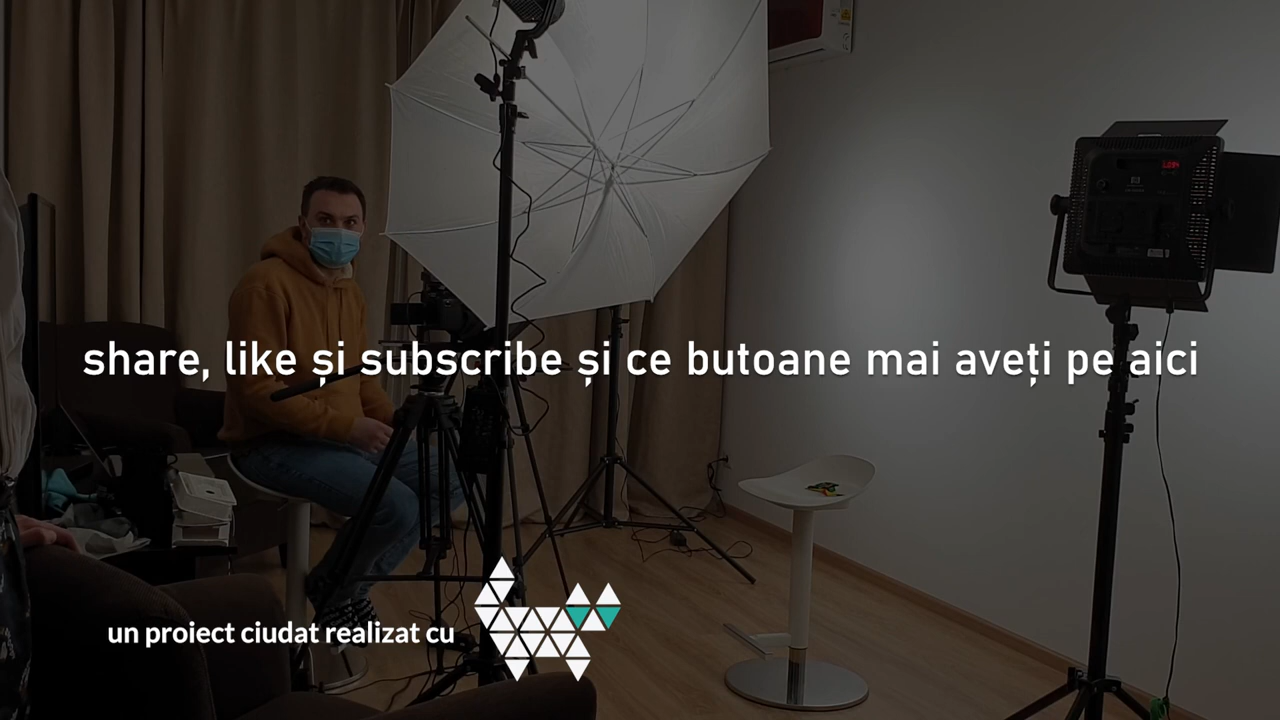 share, like și subscribe și ce butoane mai aveți pe aici
un proiect ciudat realizat cu